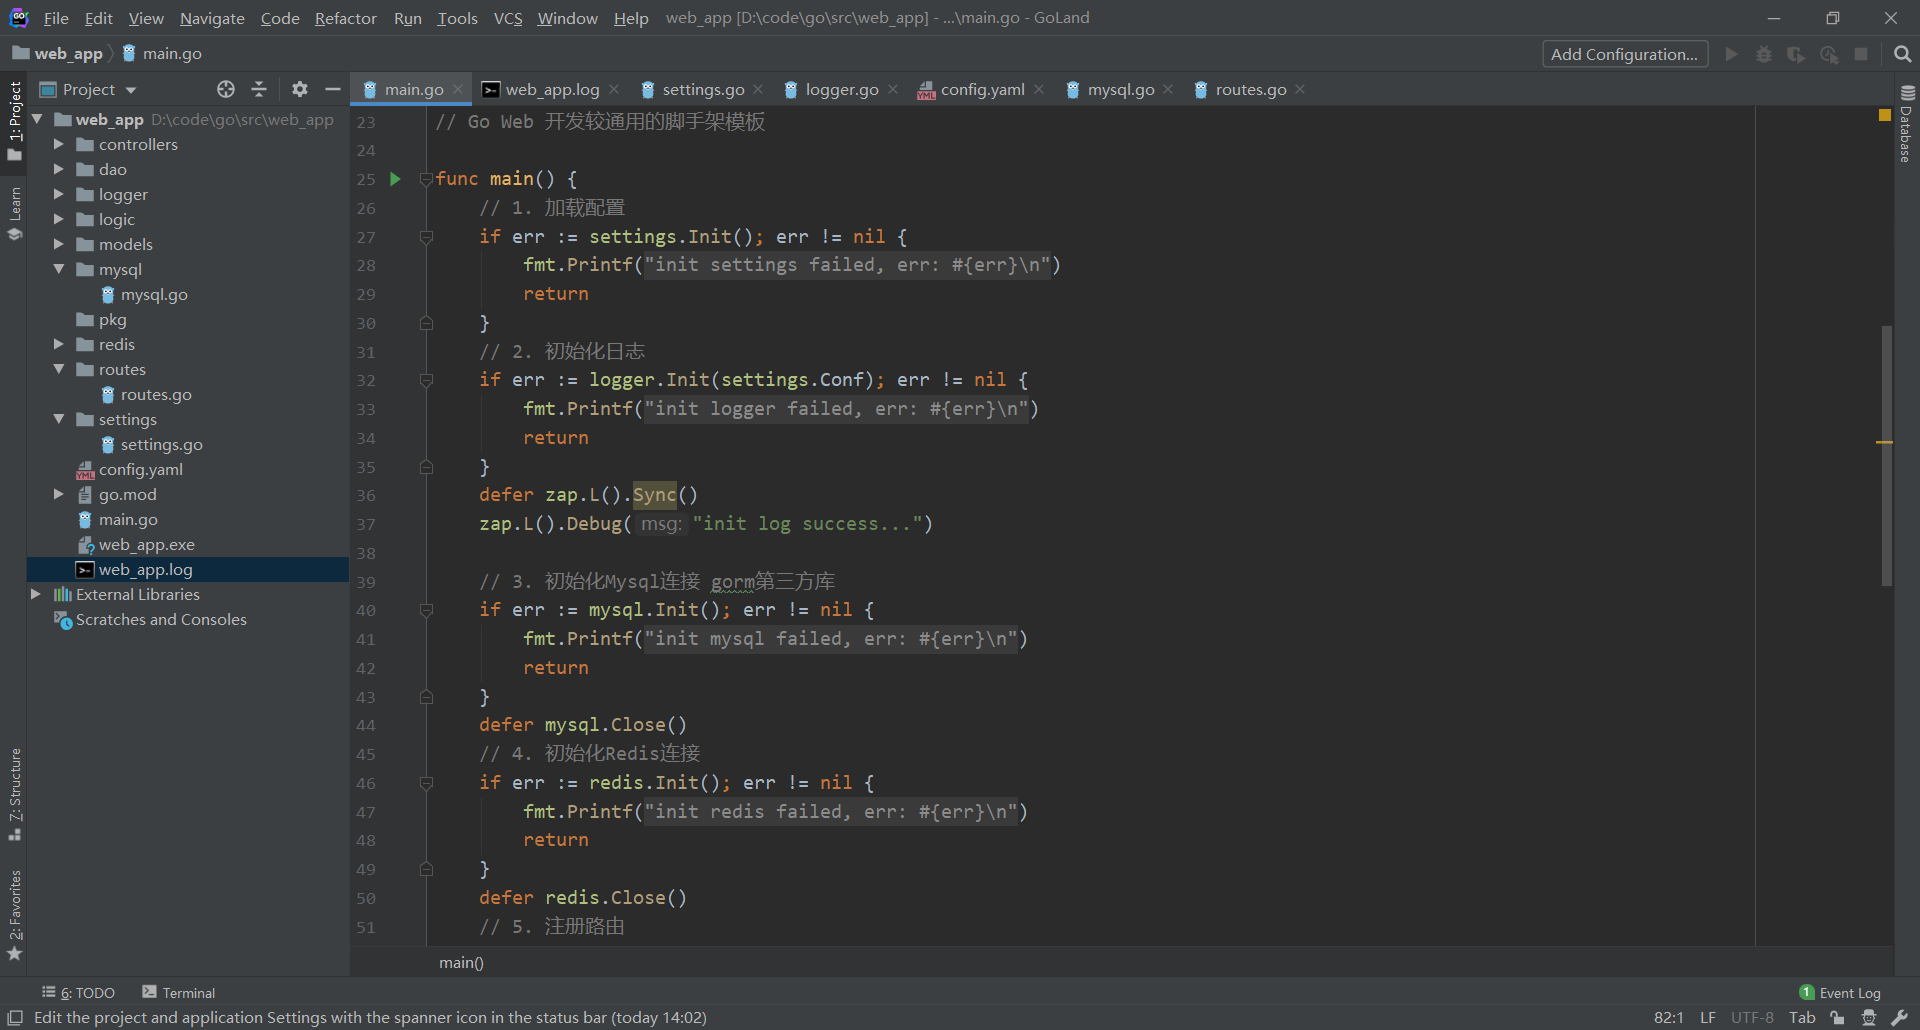 File Edit View Navigate Code Refactor Run Tools VCS Window Help web_app [D:\code\go\src\web_app] - ...\main.go - GoLand
web_app main.go Add Configuration...
1: Project
Learn
7: Structure
2: Favorites
Project
web_app D:\code\go\src\web_app
controllers
dao
logger
logic
models
mysql
mysql.go
pkg
redis
routes
routes.go
settings
settings.go
config.yaml
go.mod
main.go
web_app.exe
web_app.log
External Libraries
Scratches and Consoles
main.go web_app.log settings.go logger.go config.yaml mysql.go routes.go
23 // Go Web 开发较通用的脚手架模板
24
25 func main() {
26 // 1. 加载配置
27 if err := settings.Init(); err != nil {
28 fmt.Printf("init settings failed, err: #{err}\n")
29 return
30 }
31 // 2. 初始化日志
32 if err := logger.Init(settings.Conf); err != nil {
33 fmt.Printf("init logger failed, err: #{err}\n")
34 return
35 }
36 defer zap.L().Sync()
37 zap.L().Debug( msg: "init log success...")
38
39 // 3. 初始化Mysql连接 gorm第三方库
40 if err := mysql.Init(); err != nil {
41 fmt.Printf("init mysql failed, err: #{err}\n")
42 return
43 }
44 defer mysql.Close()
45 // 4. 初始化Redis连接
46 if err := redis.Init(); err != nil {
47 fmt.Printf("init redis failed, err: #{err}\n")
48 return
49 }
50 defer redis.Close()
51 // 5. 注册路由
main()
Database
6: TODO Terminal 1 Event Log
Edit the project and application Settings with the spanner icon in the status bar (today 14:02) 82:1 LF UTF-8 Tab